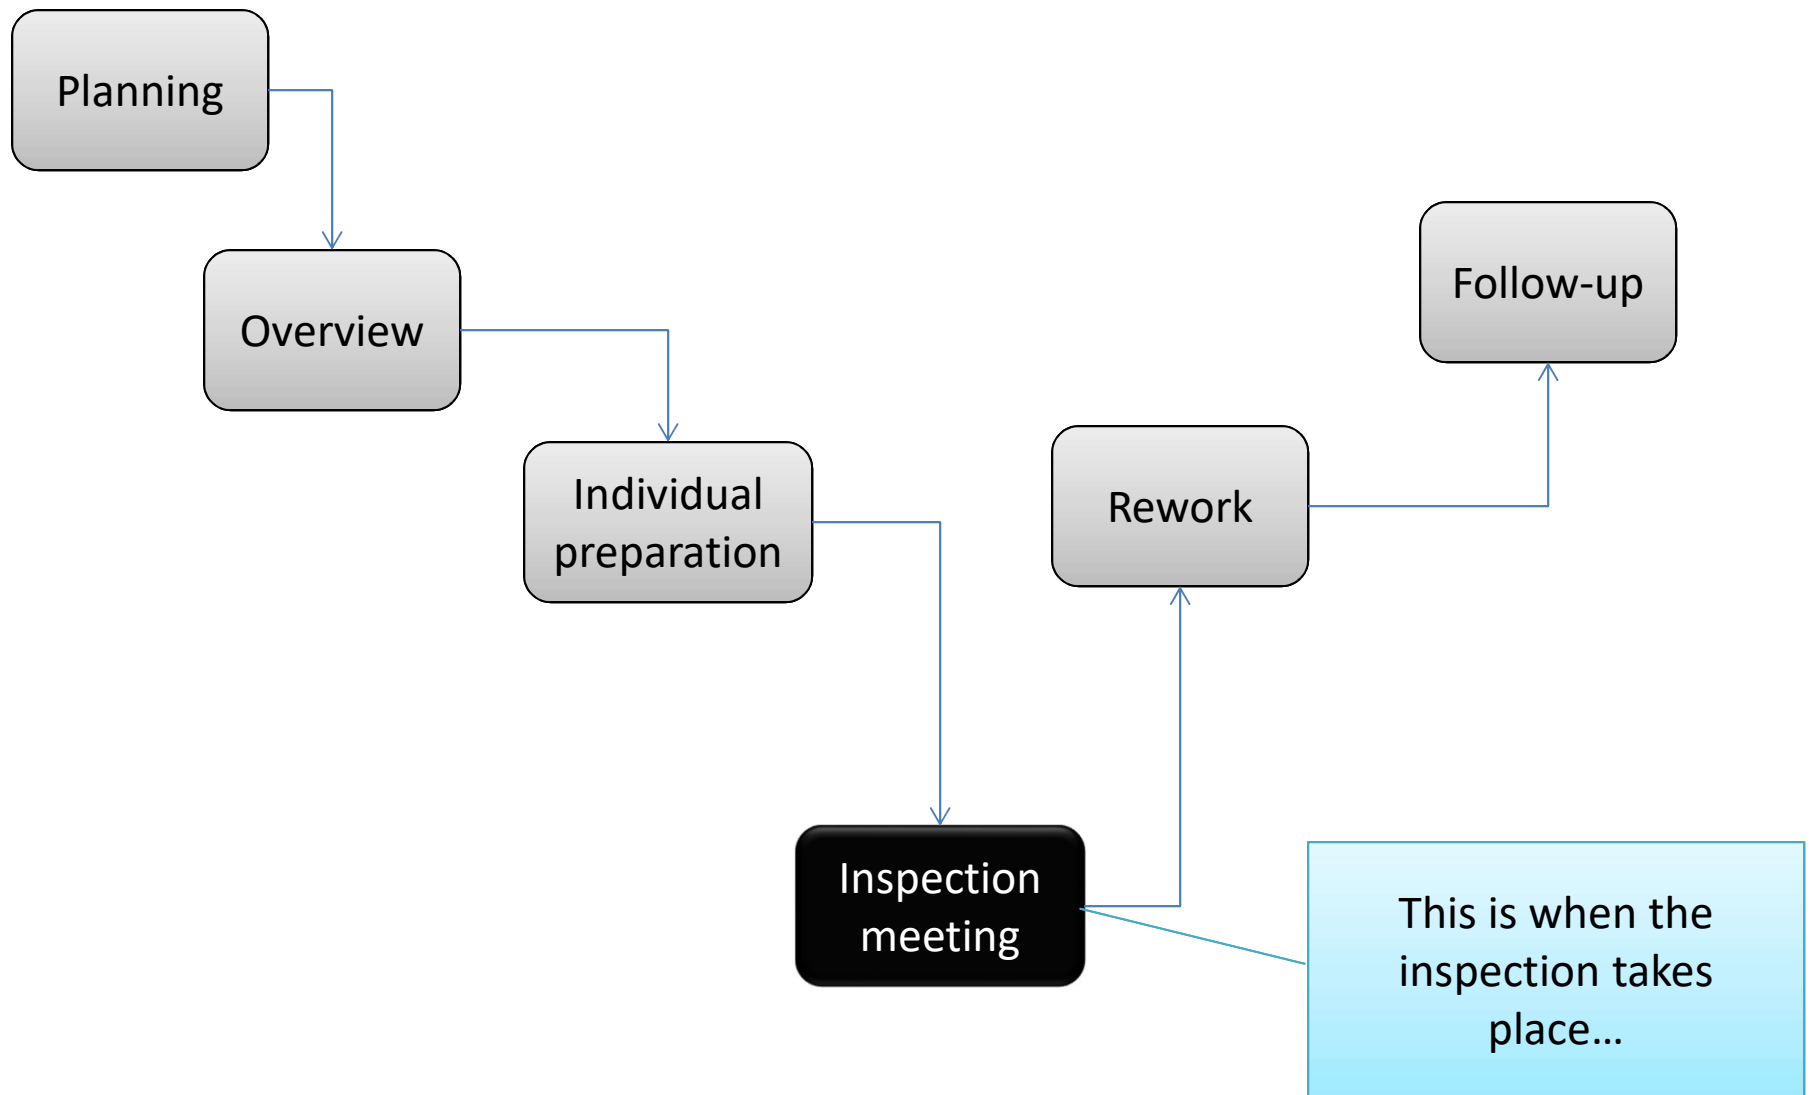 Planning
Overview
Individual
preparation
Inspection
meeting
Rework
Follow-up
This is when the
inspection takes
place…